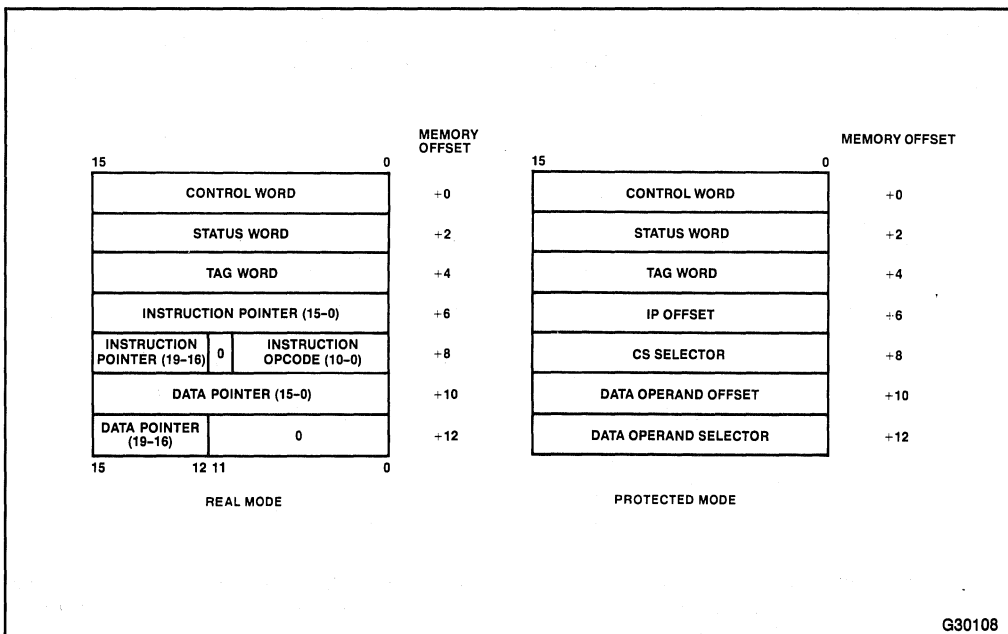 MEMORY
OFFSET
15 0
CONTROL WORD +0
STATUS WORD +2
TAG WORD +4
INSTRUCTION POINTER (15–0) +6
INSTRUCTION
POINTER (19–16) 0 INSTRUCTION
OPCODE (10–0) +8
DATA POINTER (15–0) +10
DATA POINTER
(19–16) 0 +12
15 12 11 0
REAL MODE
MEMORY OFFSET
15 0
CONTROL WORD +0
STATUS WORD +2
TAG WORD +4
IP OFFSET +6
CS SELECTOR +8
DATA OPERAND OFFSET +10
DATA OPERAND SELECTOR +12
PROTECTED MODE
G30108